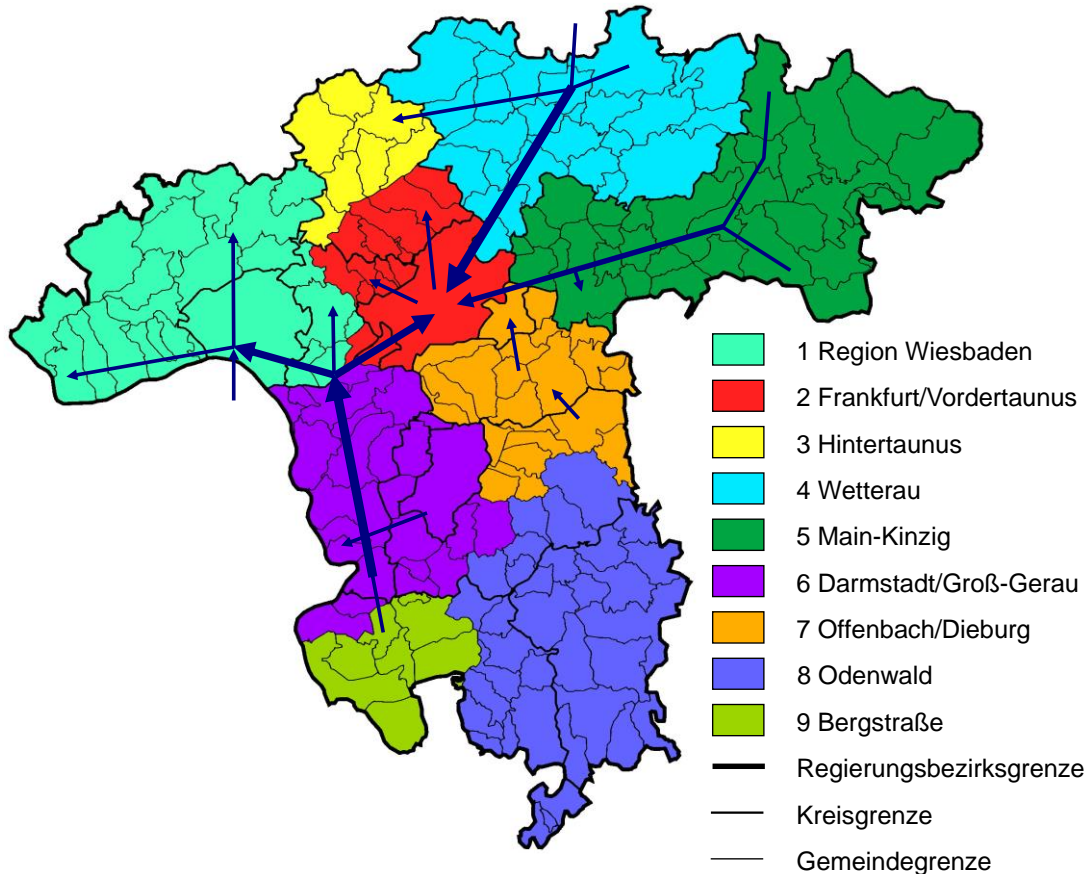 1 Region Wiesbaden
2 Frankfurt/Vordertaunus
3 Hintertaunus
4 Wetterau
5 Main-Kinzig
6 Darmstadt/Groß-Gerau
7 Offenbach/Dieburg
8 Odenwald
9 Bergstraße
Regierungsbezirksgrenze
Kreisgrenze
Gemeindegrenze